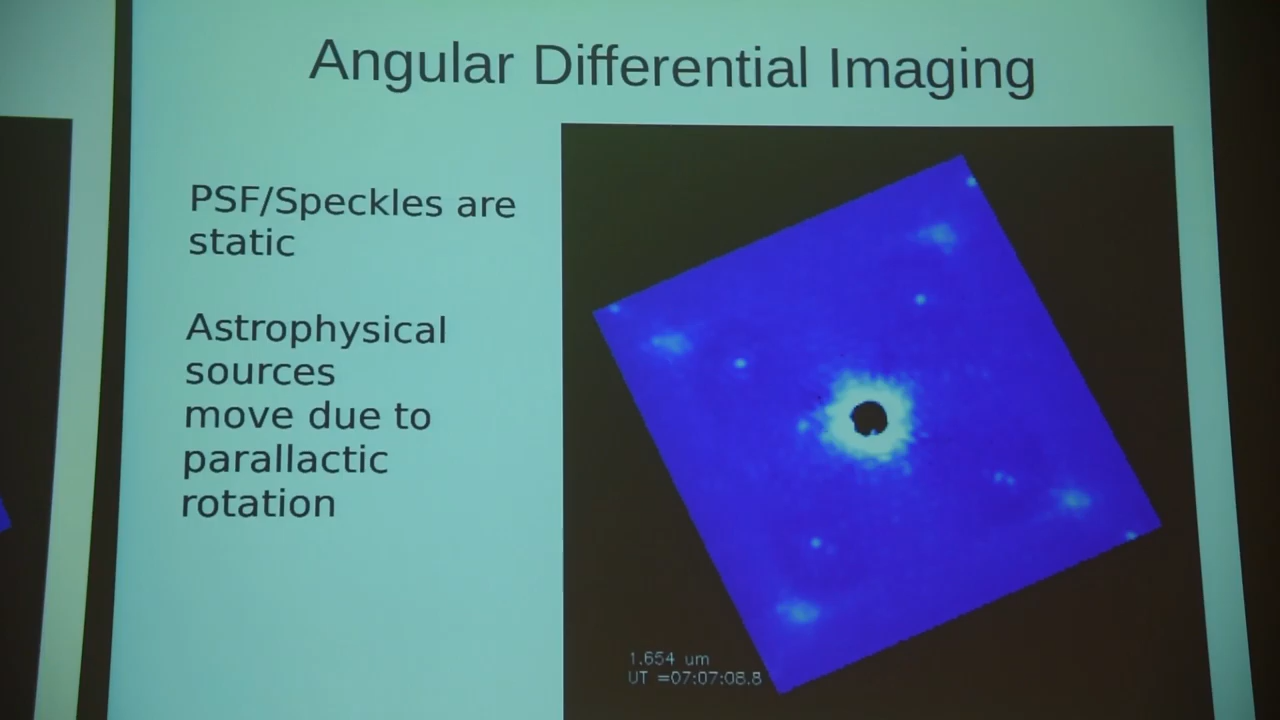 Angular Differential Imaging
PSF/Speckles are
static
Astrophysical
sources
move due to
parallactic
rotation
1.654 um
UT =07:07:08.8